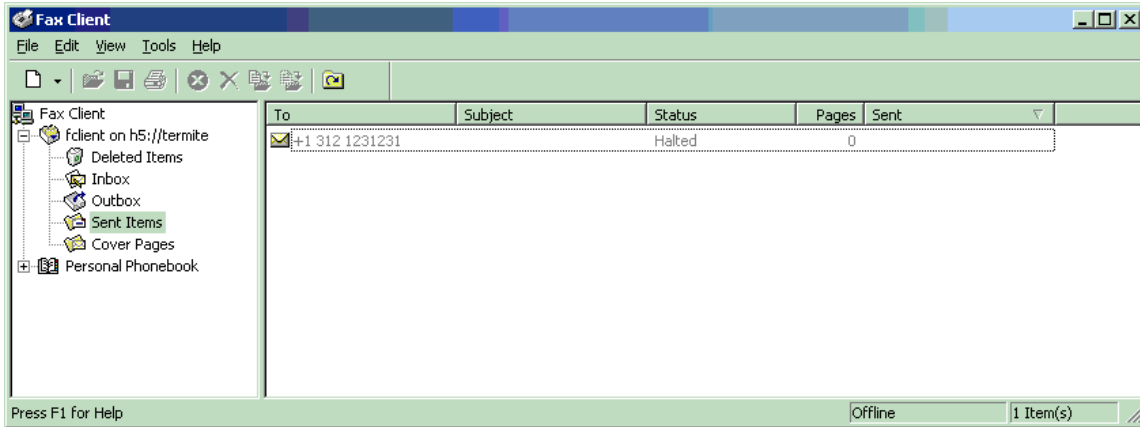 Fax Client
File Edit View Tools Help
Fax Client
fclient on h5://termite
Deleted Items
Inbox
Outbox
Sent Items
Cover Pages
Personal Phonebook
To Subject Status Pages Sent
+1 312 1231231 Halted 0
Press F1 for Help Offline 1 Item(s)